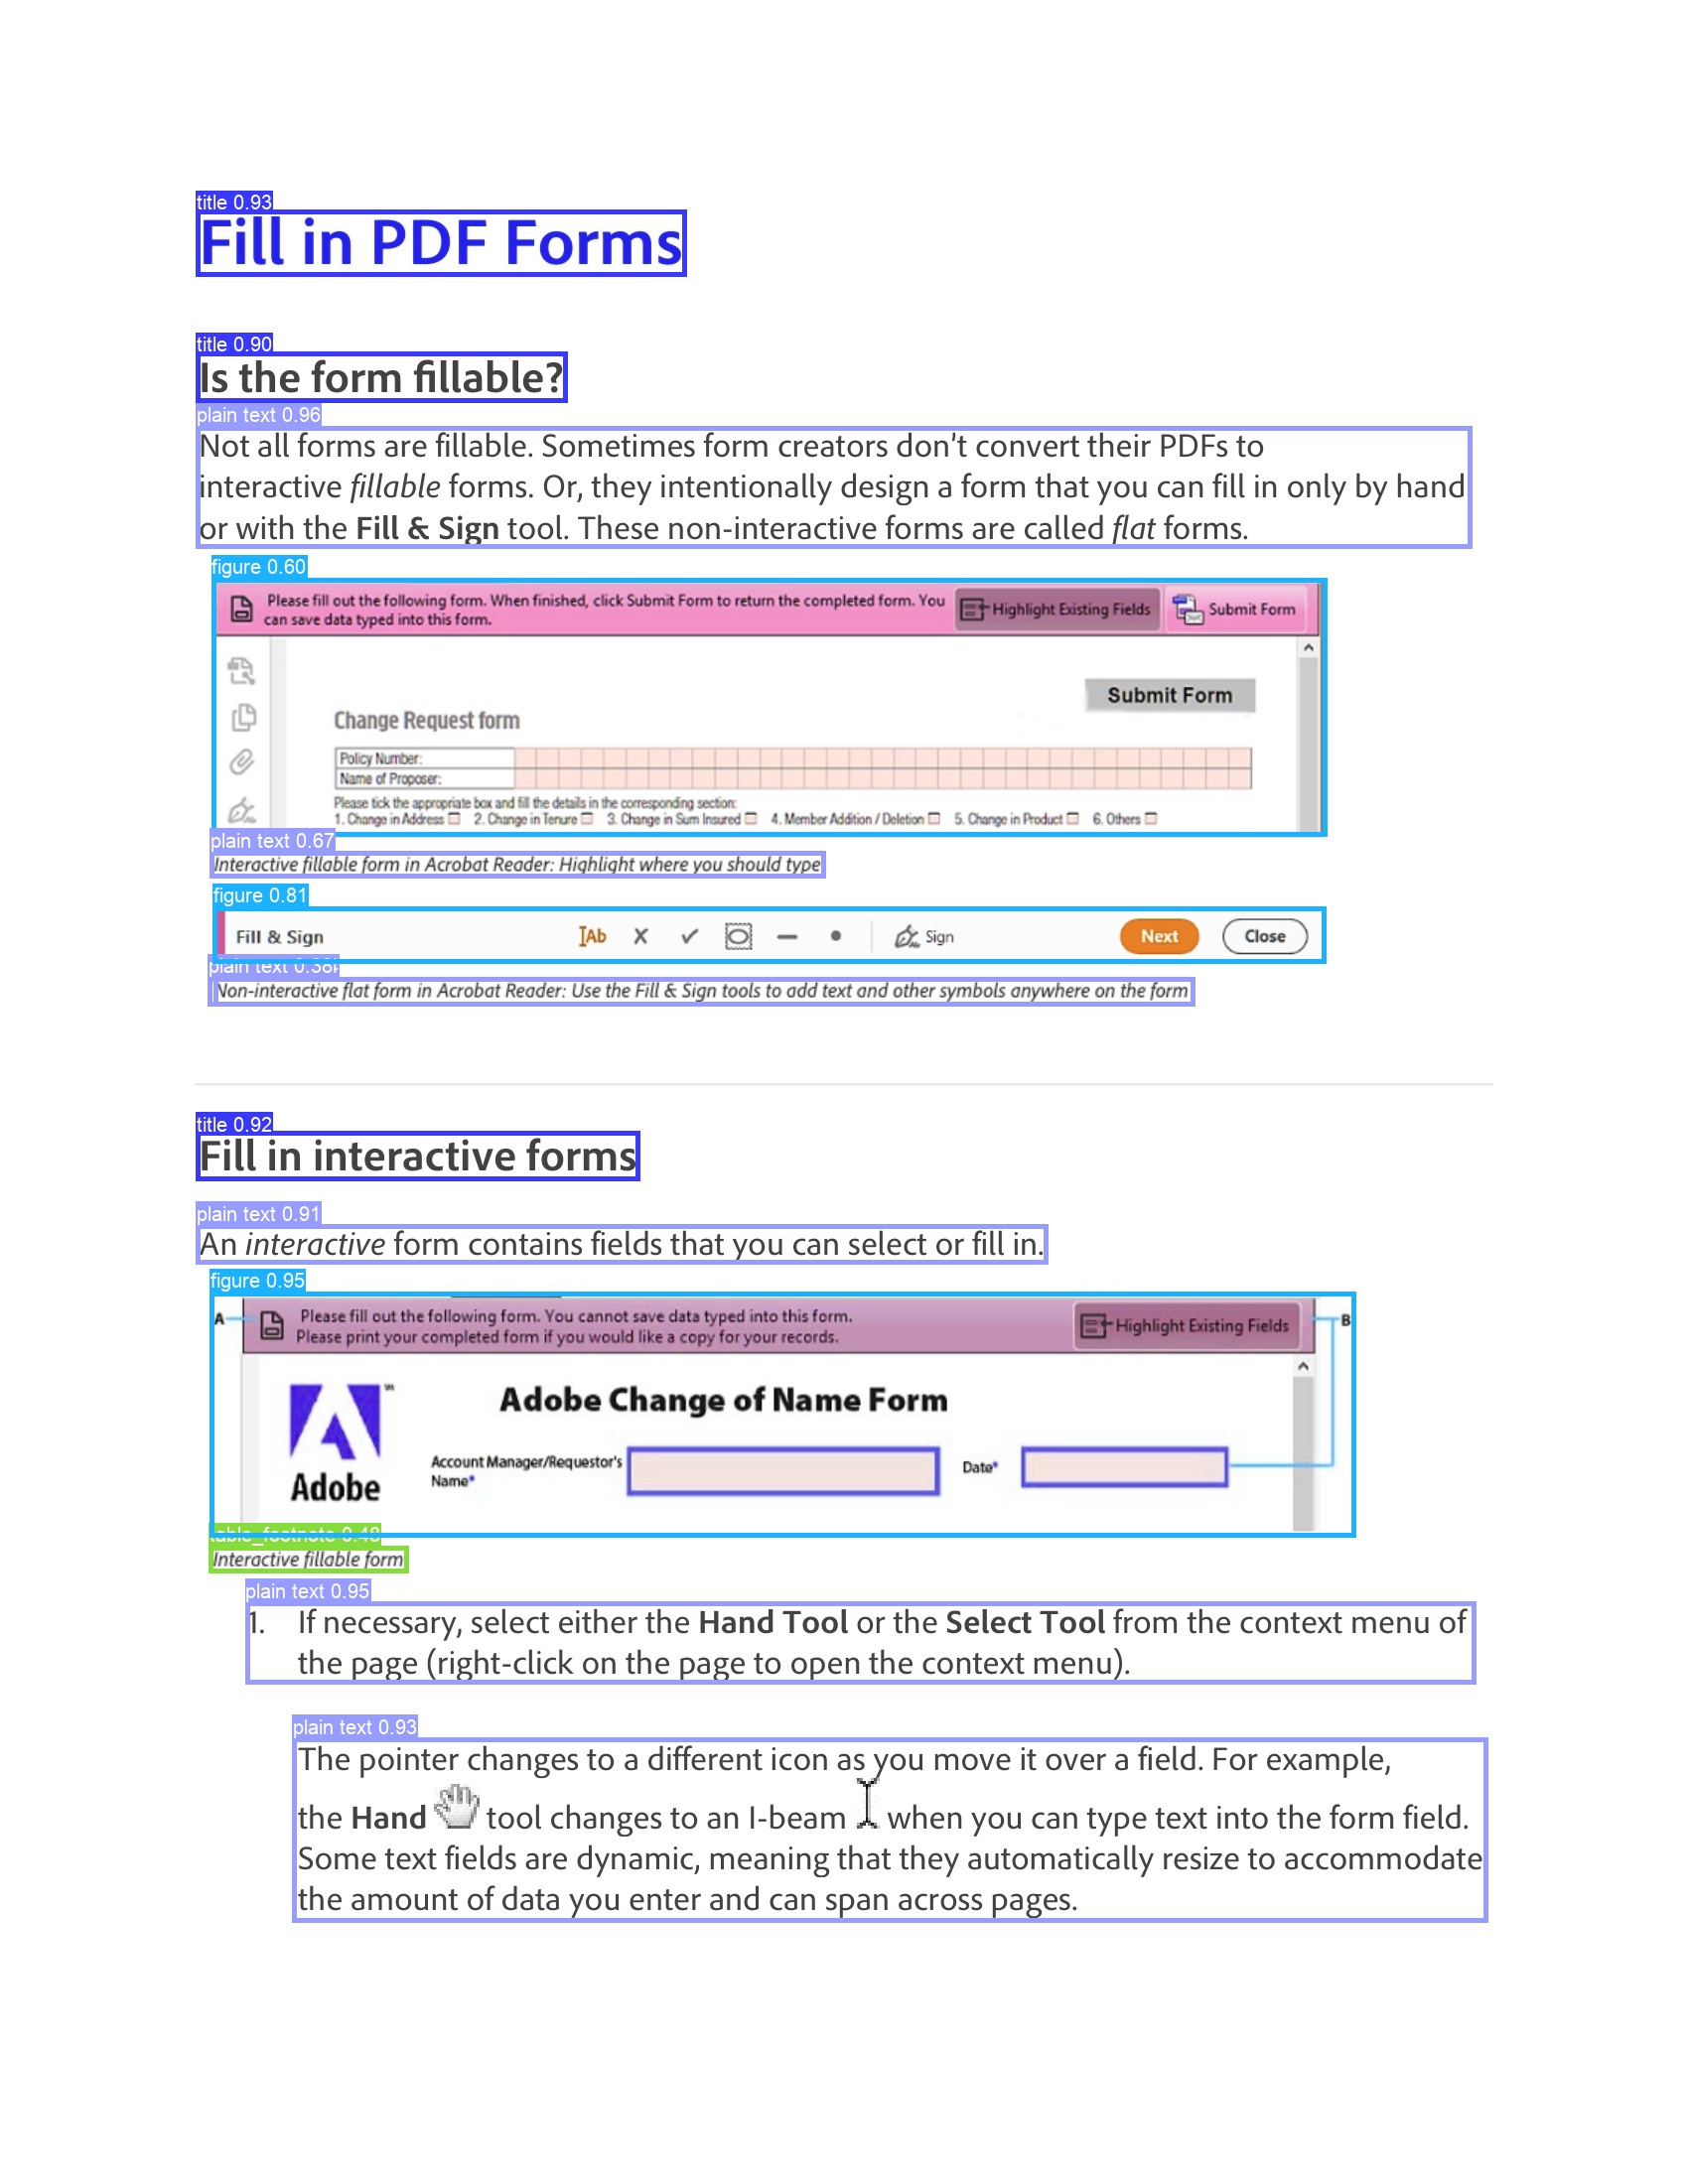 title 0.93
Fill in PDF Forms
title 0.90
Is the form fillable?
plain text 0.96
Not all forms are fillable. Sometimes form creators don't convert their PDFs to
interactive fillable forms. Or, they intentionally design a form that you can fill in only by hand
or with the Fill & Sign tool. These non-interactive forms are called flat forms.
figure 0.60
Please fill out the following form. When finished, click Submit Form to return the completed form. You
can save data typed into this form.
Highlight Existing Fields
Submit Form
Submit Form
Change Request form
Policy Number:
Name of Proposer:
Please tick the appropriate box and fill the details in the corresponding section:
1. Change in Address 2. Change in Tenure 3. Change in Sum Insured 4. Member Addition / Deletion 5. Change in Product 6. Others
plain text 0.67
Interactive fillable form in Acrobat Reader: Highlight where you should type
figure 0.81
Fill & Sign Ab Sign Next Close
plain text
Non-interactive flat form in Acrobat Reader: Use the Fill & Sign tools to add text and other symbols anywhere on the form
title 0.92
Fill in interactive forms
plain text 0.91
An interactive form contains fields that you can select or fill in.
figure 0.95
A
Please fill out the following form. You cannot save data typed into this form.
Please print your completed form if you would like a copy for your records.
Highlight Existing Fields
B
Adobe Change of Name Form
Account Manager/Requestor's
Name*
Date*
Adobe
table_footnote 0.48
Interactive fillable form
plain text 0.95
1. If necessary, select either the Hand Tool or the Select Tool from the context menu of
the page (right-click on the page to open the context menu).
plain text 0.93
The pointer changes to a different icon as you move it over a field. For example,
the Hand tool changes to an I-beam when you can type text into the form field.
Some text fields are dynamic, meaning that they automatically resize to accommodate
the amount of data you enter and can span across pages.